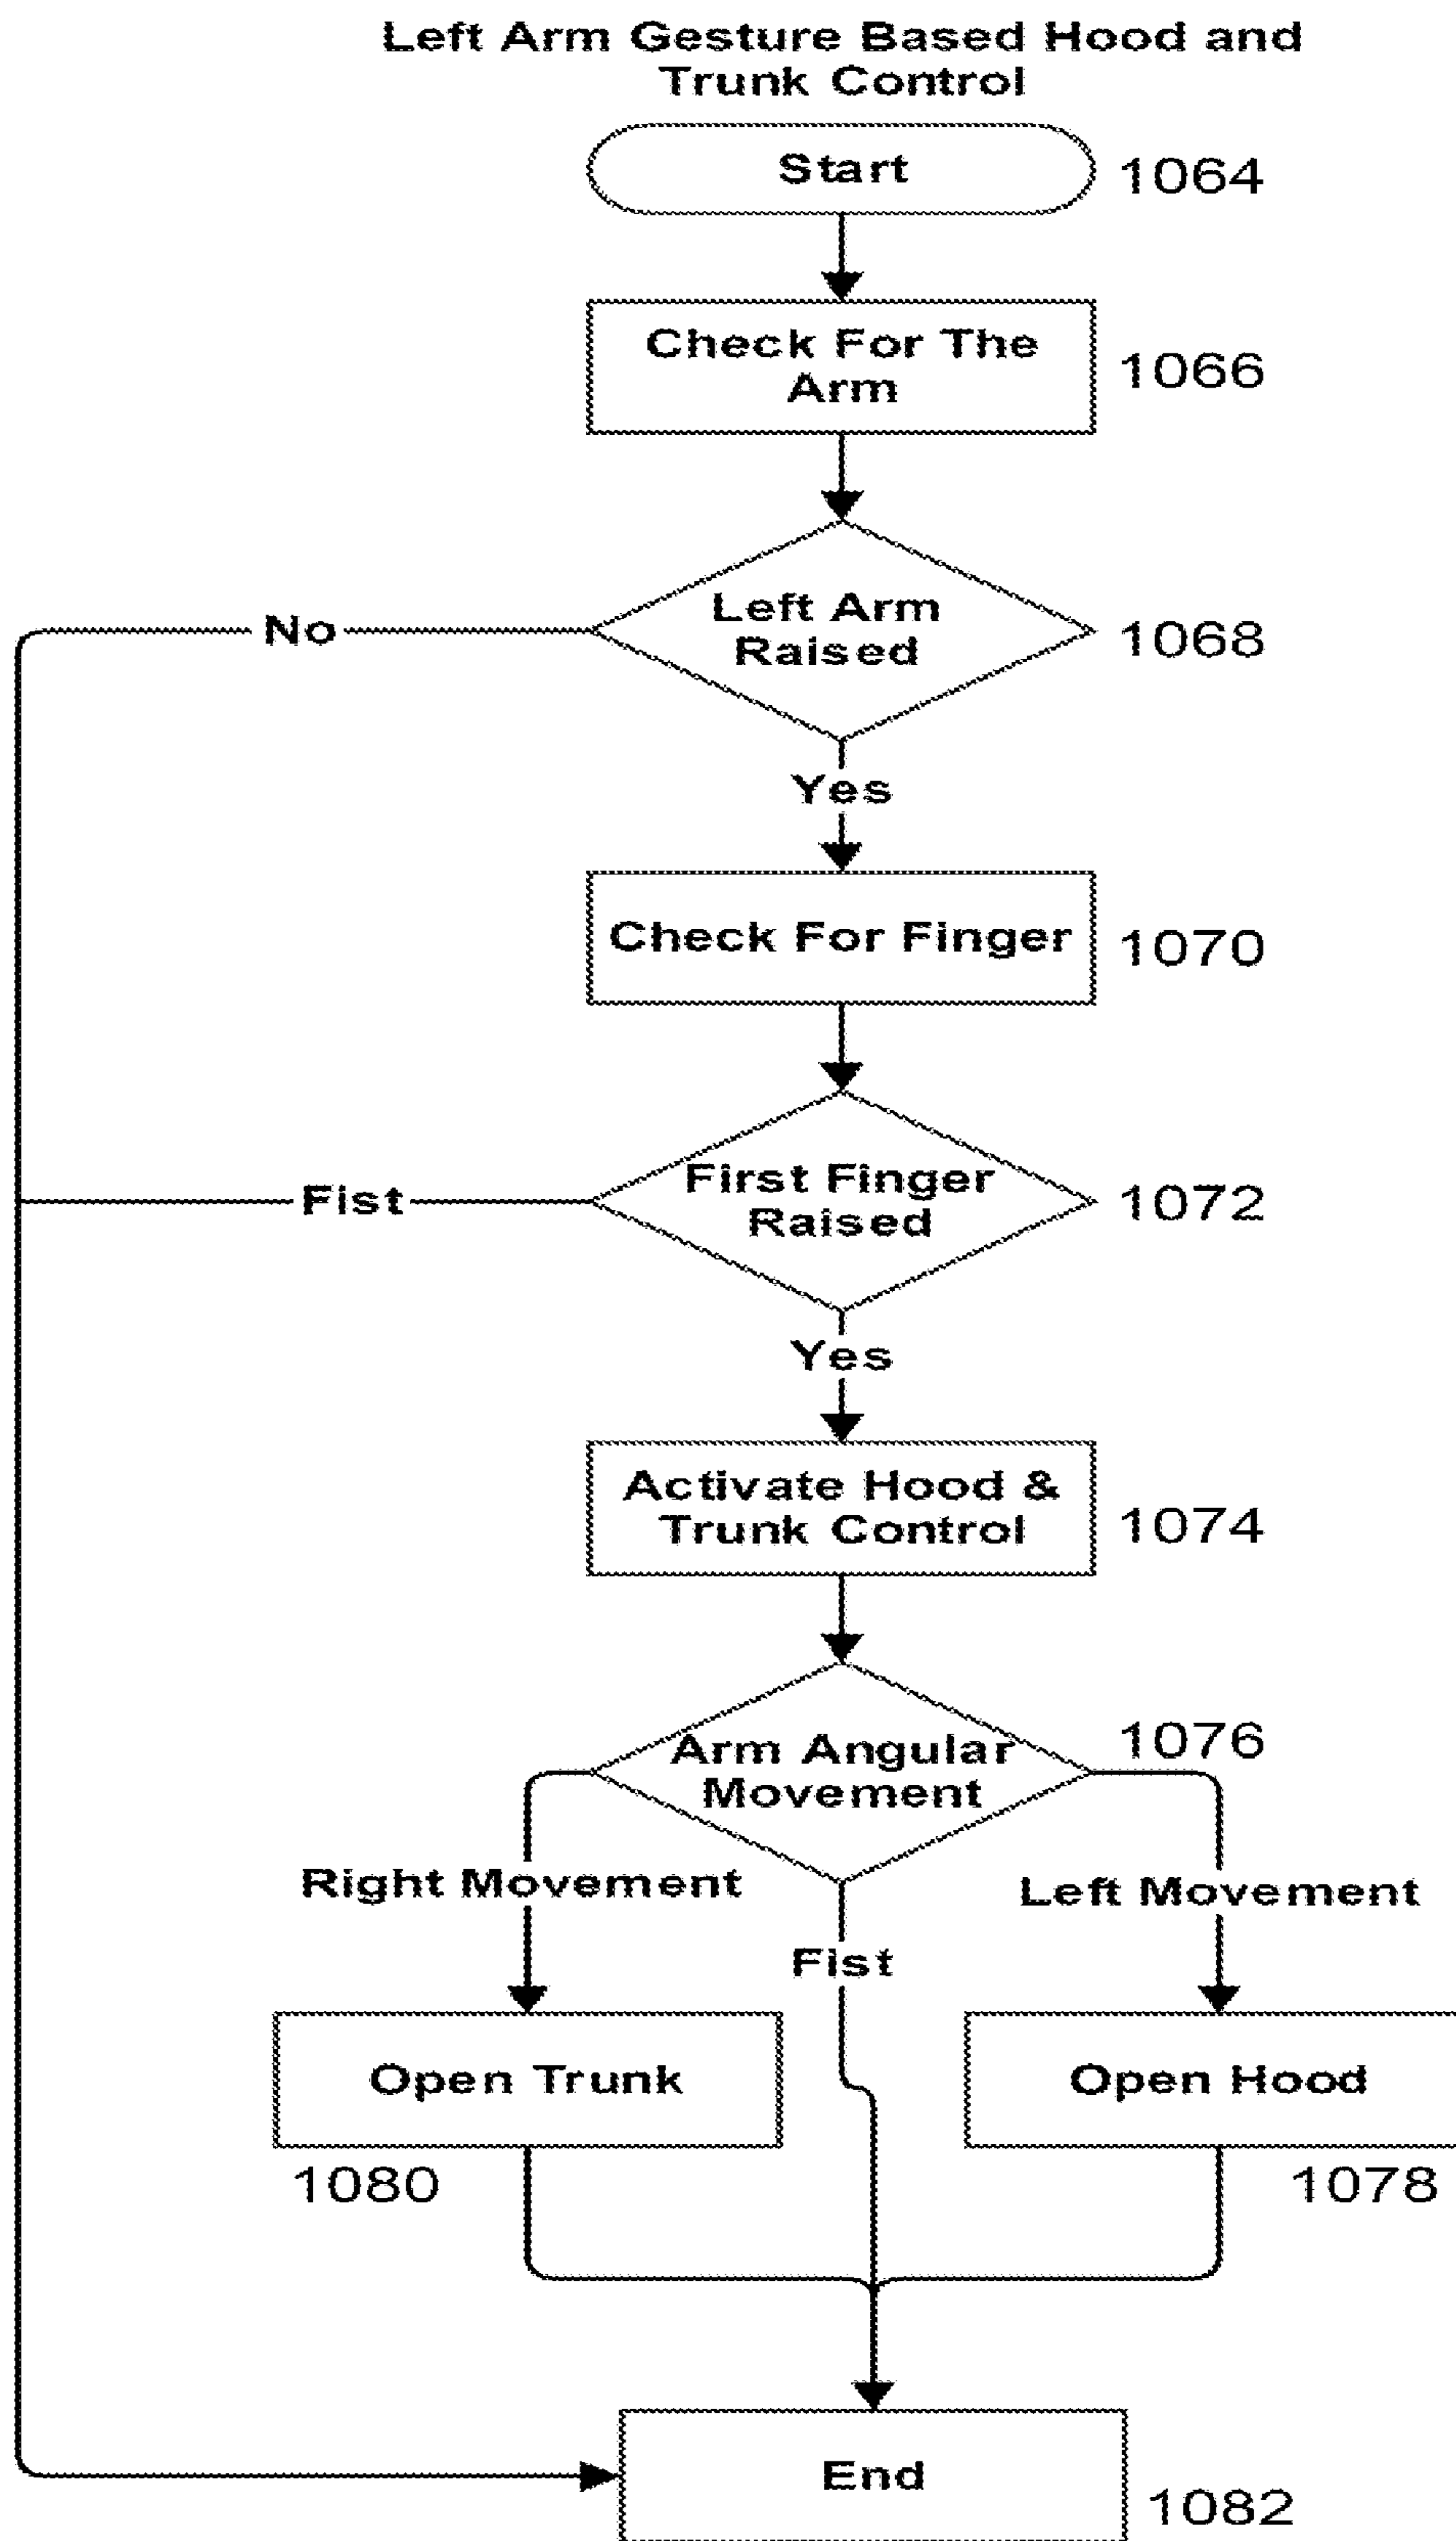 Left Arm Gesture Based Hood and
Trunk Control
Start
1064
Check For The
Arm
1066
Left Arm
Raised
1068
No
Yes
Check For Finger
1070
First Finger
Raised
1072
Fist
Yes
Activate Hood &
Trunk Control
1074
Arm Angular
Movement
1076
Right Movement
Left Movement
Fist
Open Trunk
Open Hood
1080
1078
End
1082